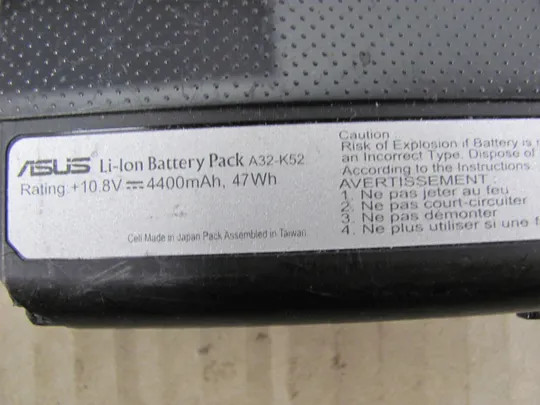 ASUS Li-Ion Battery Pack A32-K52
Rating:+10.8V⎓4400mAh, 47Wh
Cell Made in Japan Pack Assembled in Taiwan
Caution
Risk of Explosion if Battery is
an Incorrect Type. Dispose of
According to the Instructions.
AVERTISSEMENT:
1. Ne pas jeter au feu
2. Ne pas court-circuiter
3. Ne pas démonter
4. Ne plus utiliser si une